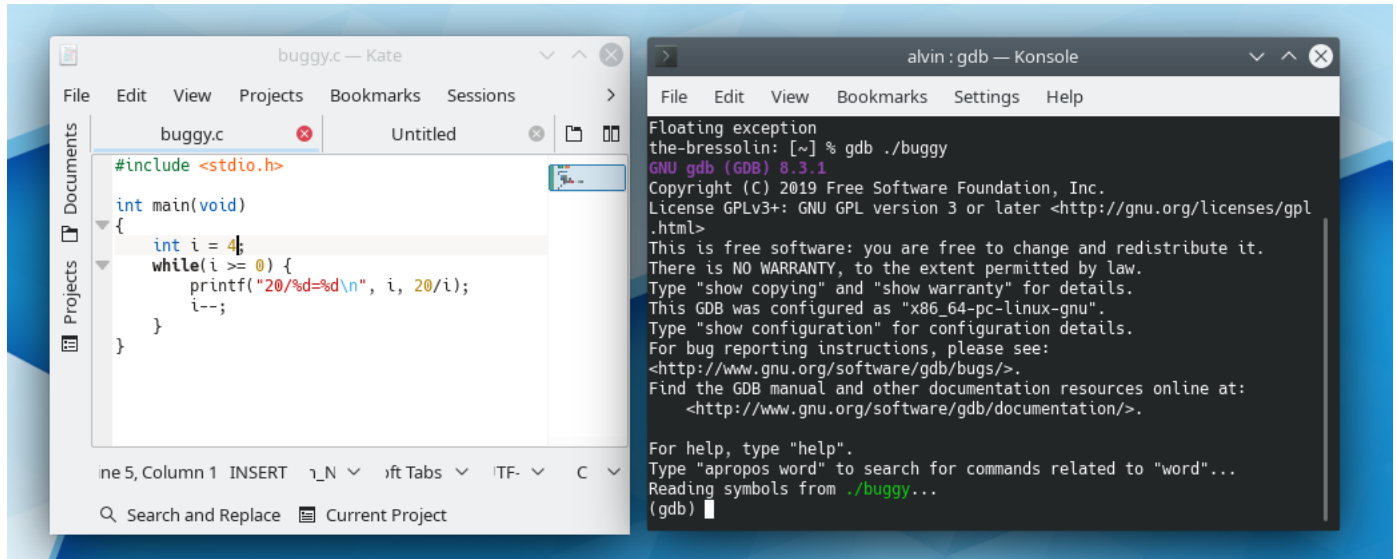 buggy.c — Kate
File Edit View Projects Bookmarks Sessions
Documents
Projects
buggy.c Untitled
#include <stdio.h>
int main(void)
{
int i = 4;
while(i >= 0) {
printf("20/%d=%d\n", i, 20/i);
i--;
}
}
ine 5, Column 1 INSERT ı_N ft Tabs TF- C
Search and Replace Current Project
alvin : gdb — Konsole
File Edit View Bookmarks Settings Help
Floating exception
the-bressolin: [~] % gdb ./buggy
GNU gdb (GDB) 8.3.1
Copyright (C) 2019 Free Software Foundation, Inc.
License GPLv3+: GNU GPL version 3 or later <http://gnu.org/licenses/gpl
.html>
This is free software: you are free to change and redistribute it.
There is NO WARRANTY, to the extent permitted by law.
Type "show copying" and "show warranty" for details.
This GDB was configured as "x86_64-pc-linux-gnu".
Type "show configuration" for configuration details.
For bug reporting instructions, please see:
<http://www.gnu.org/software/gdb/bugs/>.
Find the GDB manual and other documentation resources online at:
<http://www.gnu.org/software/gdb/documentation/>.
For help, type "help".
Type "apropos word" to search for commands related to "word"...
Reading symbols from ./buggy...
(gdb)